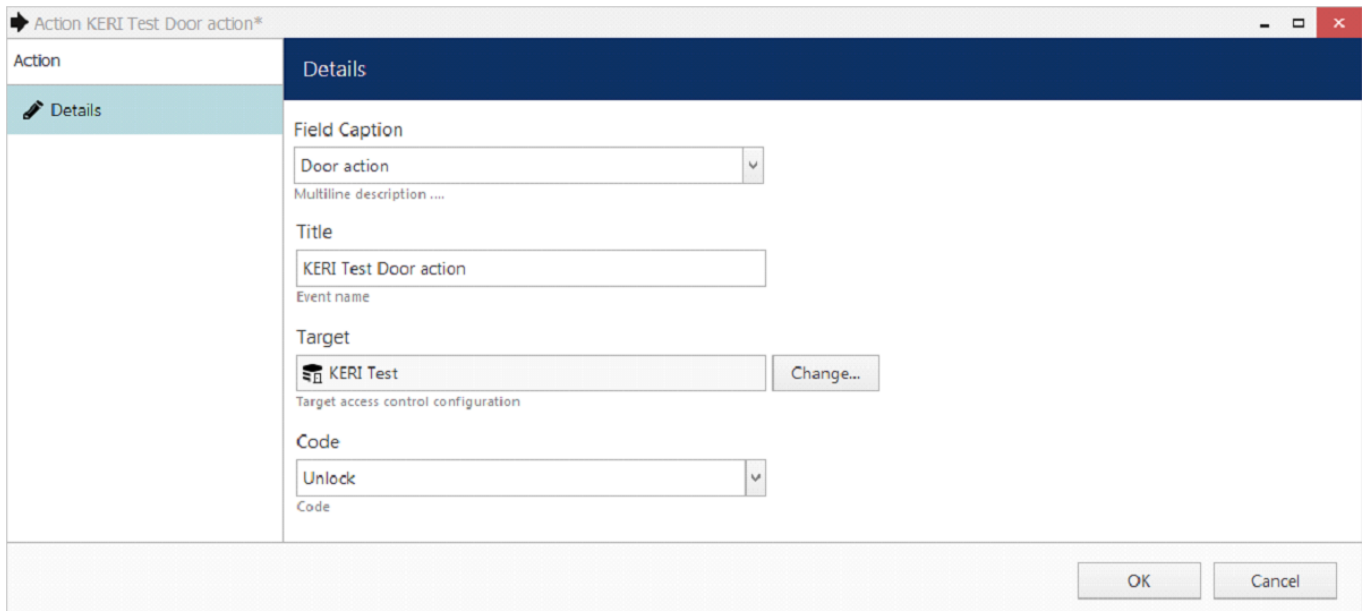 Action KERI Test Door action*
Action
Details
Details
Field Caption
Door action
Multiline description ....
Title
KERI Test Door action
Event name
Target
KERI Test
Change...
Target access control configuration
Code
Unlock
Code
OK
Cancel